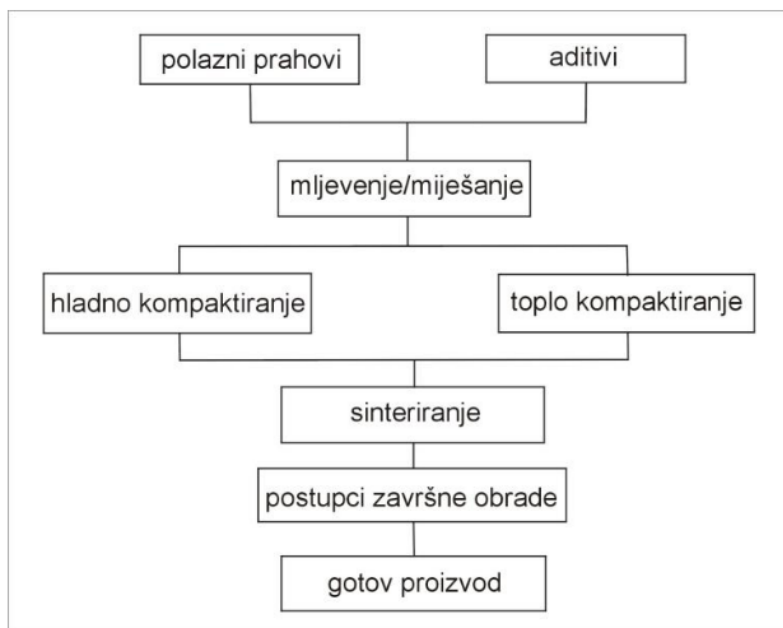 polazni prahovi
aditivi
mljevenje/miješanje
hladno kompaktiranje
toplo kompaktiranje
sinteriranje
postupci završne obrade
gotov proizvod